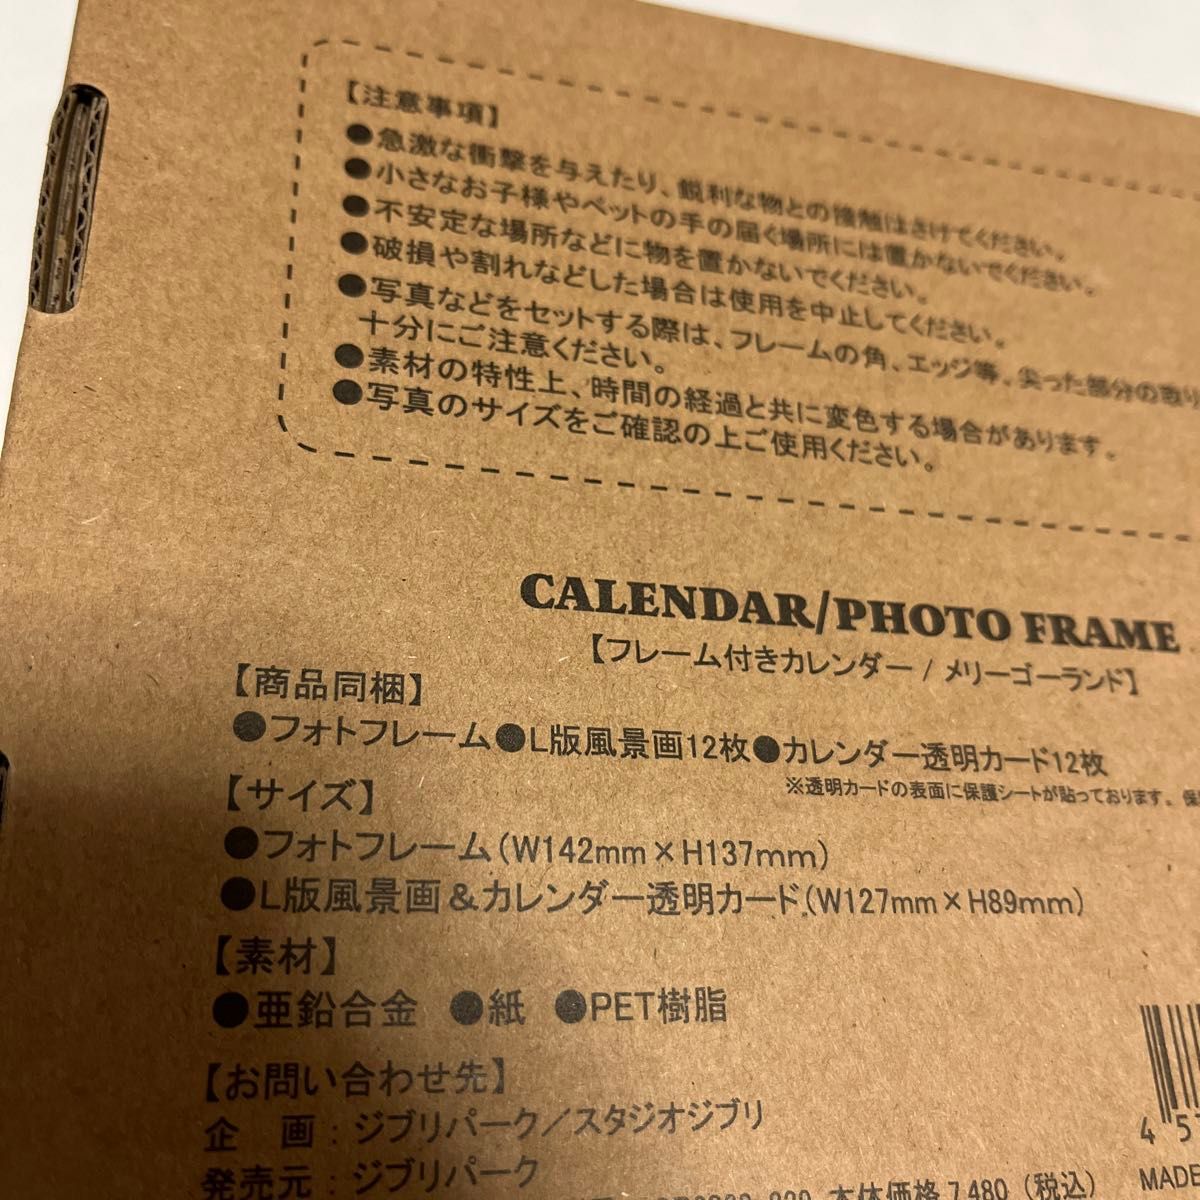 【注意事項】
●急激な衝撃を与えたり、鋭利な物との接触はさけてください。
●小さなお子様やペットの手の届く場所には置かないでください。
●不安定な場所などに物を置かないでください。
●破損や割れなどした場合は使用を中止してください。
●写真などをセットする際は、フレームの角、エッジ等、尖った部分の取り
十分にご注意ください。
●素材の特性上、時間の経過と共に変色する場合があります。
●写真のサイズをご確認の上ご使用ください。
CALENDAR/PHOTO FRAME
【フレーム付きカレンダー / メリーゴーランド】
【商品同梱】
●フォトフレーム●L版風景画12枚●カレンダー透明カード12枚
※透明カードの表面に保護シートが貼っております。保
【サイズ】
●フォトフレーム(W142mm×H137mm)
●L版風景画&カレンダー透明カード(W127mm×H89mm)
【素材】
●亜鉛合金 ●紙 ●PET樹脂
【お問い合わせ先】
企 画：ジブリパーク／スタジオジブリ
発売元：ジブリパーク
本体価格 7,480（税込）
4 5
MADE